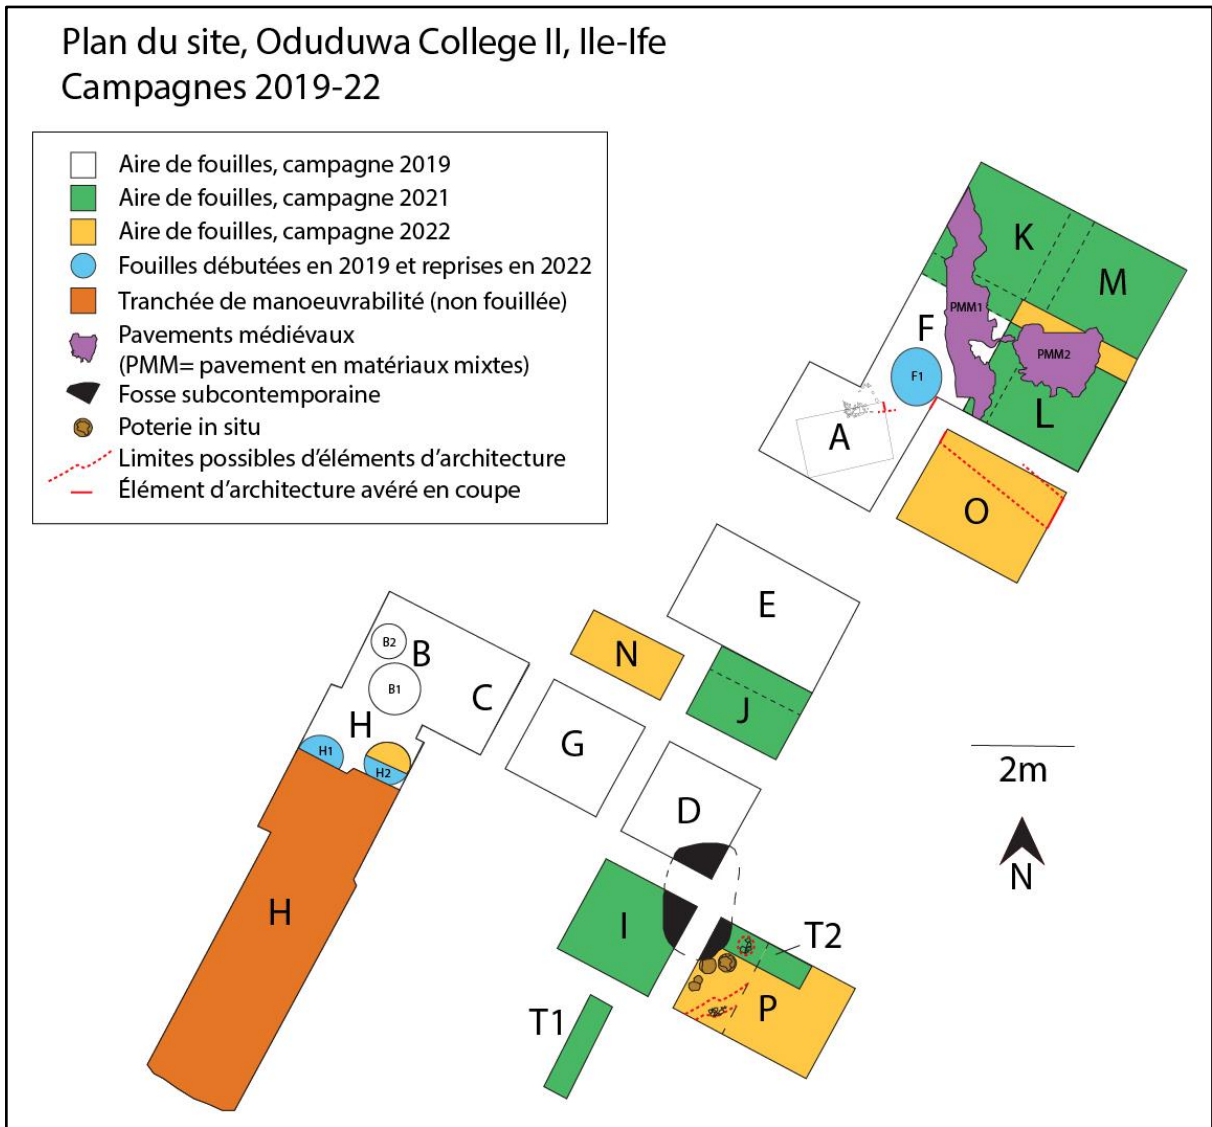 Plan du site, Oduduwa College II, Ile-Ife
Campagnes 2019-22
Aire de fouilles, campagne 2019
Aire de fouilles, campagne 2021
Aire de fouilles, campagne 2022
Fouilles débutées en 2019 et reprises en 2022
Tranchée de manoeuvrabilité (non fouillée)
Pavements médiévaux
(PMM= pavement en matériaux mixtes)
Fosse subcontemporaine
Poterie in situ
Limites possibles d'éléments d'architecture
Élément d'architecture avéré en coupe
K
M
PMM1
F
PMM2
F1
L
A
O
E
B2
B
N
B1
C
J
H
G
H1
H2
2m
D
N
H
I
T2
P
T1